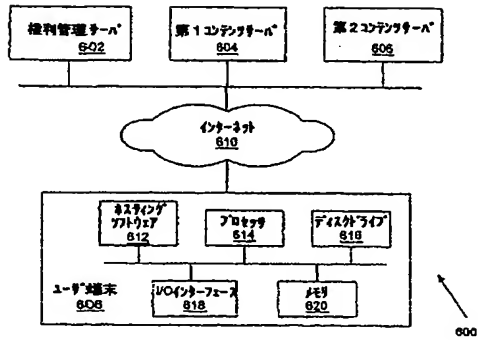 権利管理サーバ
602
第1コンテンツサーバ
604
第2コンテンツサーバ
606
インターネット
610
ネスティング
ソフトウェア
612
プロセッサ
614
ディスクドライブ
616
ユーザ端末
608
I/Oインターフェース
618
メモリ
620
600